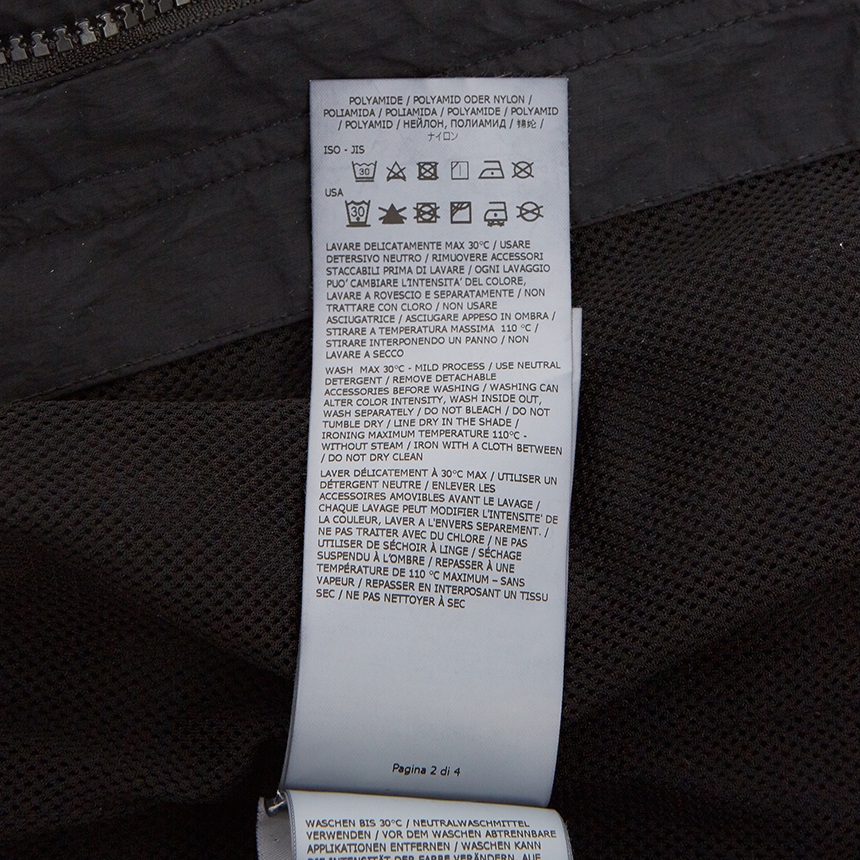 POLYAMIDE / POLYAMID ODER NYLON /
POLIAMIDA / POLIAMIDA / POLYAMIDE / POLYAMID
/ POLYAMID / НЕЙЛОН, ПОЛИАМИД / 錦紀 /
ナイロン
ISO - JIS
30
USA
30
LAVARE DELICATAMENTE MAX 30°C / USARE
DETERSIVO NEUTRO / RIMUOVERE ACCESSORI
STACCABILI PRIMA DI LAVARE / OGNI LAVAGGIO
PUO' CAMBIARE L'INTENSITA' DEL COLORE,
LAVARE A ROVESCIO E SEPARATAMENTE / NON
TRATTARE CON CLORO / NON USARE
ASCIUGATRICE / ASCIUGARE APPESO IN OMBRA /
STIRARE A TEMPERATURA MASSIMA 110 °C /
STIRARE INTERPONENDO UN PANNO / NON
LAVARE A SECCO
WASH MAX 30°C - MILD PROCESS / USE NEUTRAL
DETERGENT / REMOVE DETACHABLE
ACCESSORIES BEFORE WASHING / WASHING CAN
ALTER COLOR INTENSITY, WASH INSIDE OUT,
WASH SEPARATELY / DO NOT BLEACH / DO NOT
TUMBLE DRY / LINE DRY IN THE SHADE /
IRONING MAXIMUM TEMPERATURE 110°C -
WITHOUT STEAM / IRON WITH A CLOTH BETWEEN
/ DO NOT DRY CLEAN
LAVER DÉLICATEMENT À 30°C MAX / UTILISER UN
DÉTERGENT NEUTRE / ENLEVER LES
ACCESSOIRES AMOVIBLES AVANT LE LAVAGE /
CHAQUE LAVAGE PEUT MODIFIER L'INTENSITE' DE
LA COULEUR, LAVER A L'ENVERS SEPAREMENT. /
NE PAS TRAITER AVEC DU CHLORE / NE PAS
UTILISER DE SÉCHOIR À LINGE / SÉCHAGE
SUSPENDU À L'OMBRE / REPASSER À UNE
TEMPÉRATURE DE 110 °C MAXIMUM – SANS
VAPEUR / REPASSER EN INTERPOSANT UN TISSU
SEC / NE PAS NETTOYER À SEC
Pagina 2 di 4
WASCHEN BIS 30°C / NEUTRALWASCHMITTEL
VERWENDEN / VOR DEM WASCHEN ABTRENNBARE
APPLIKATIONEN ENTFERNEN / WASCHEN KANN
DIE INTENSITÄT DER FARBE VERÄNDERN, AUF